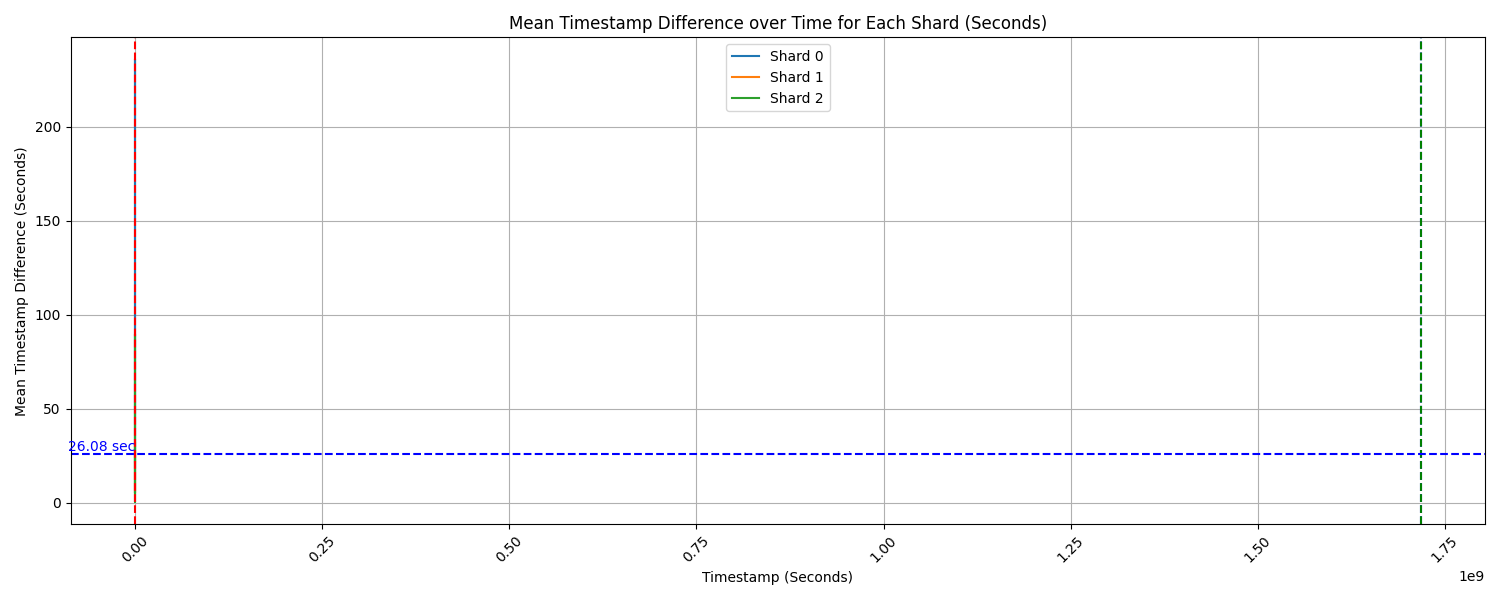 Mean Timestamp Difference over Time for Each Shard (Seconds)
Shard 0
Shard 1
Shard 2
Mean Timestamp Difference (Seconds)
200
150
100
50
0
26.08 sec
0.00
0.25
0.50
0.75
1.00
1.25
1.50
1.75
1e9
Timestamp (Seconds)